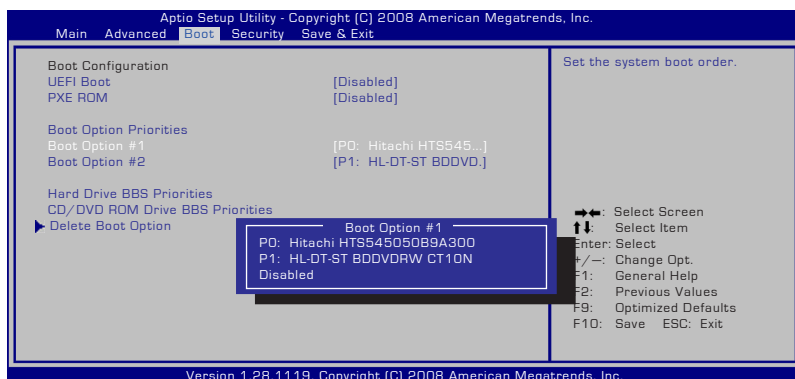 Aptio Setup Utility - Copyright (C) 2008 American Megatrends, Inc.
Main Advanced Boot Security Save & Exit
Boot Configuration
UEFI Boot [Disabled]
PXE ROM [Disabled]
Boot Option Priorities
Boot Option #1 [P0: Hitachi HTS545...]
Boot Option #2 [P1: HL-DT-ST BDDVD.]
Hard Drive BBS Priorities
CD/DVD ROM Drive BBS Priorities
Delete Boot Option
Boot Option #1
P0: Hitachi HTS545050B9A300
P1: HL-DT-ST BDDVDRW CT10N
Disabled
Set the system boot order.
→←: Select Screen
↑↓: Select Item
Enter: Select
+/—: Change Opt.
F1: General Help
F2: Previous Values
F9: Optimized Defaults
F10: Save ESC: Exit
Version 1.28.1119. Copyright (C) 2008 American Megatrends, Inc.